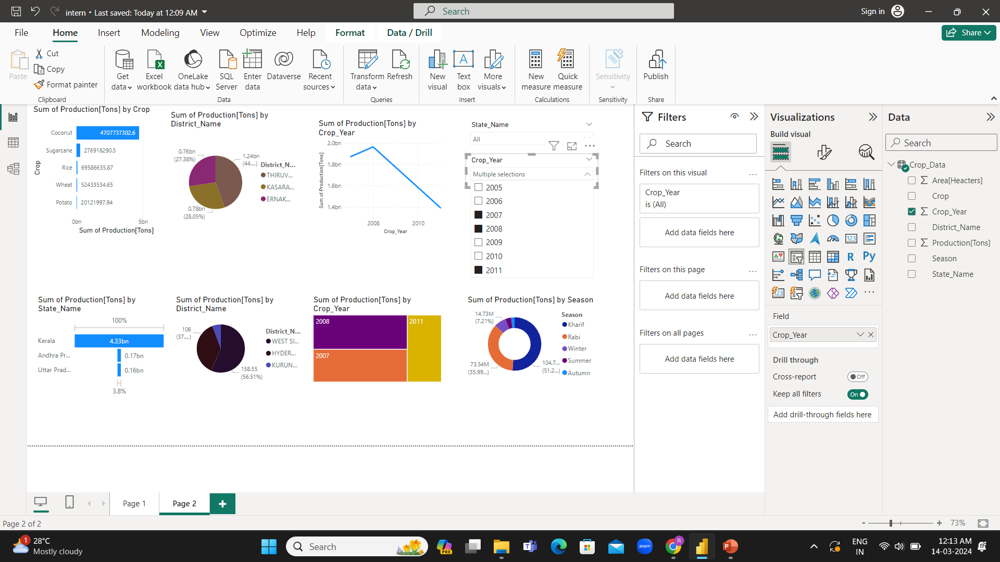 intern • Last saved: Today at 12:09 AM
Search
Sign in
File Home Insert Modeling View Optimize Help Format Data / Drill
Share
Paste
Cut
Copy
Format painter
Clipboard
Get data
Excel workbook
OneLake data hub
SQL Server
Enter data
Dataverse
Recent sources
Data
Transform data
Refresh
Queries
New visual
Text box
More visuals
Insert
New measure
Quick measure
Calculations
Sensitivity
Sensitivity
Publish
Share
Sum of Production[Tons] by Crop
Crop
Coconut 4707737302.6
Sugarcane 276918290.5
Rice 69586635.87
Wheat 52433534.65
Potato 20121997.94
0bn 5bn
Sum of Production[Tons]
Sum of Production[Tons] by
District_Name
0.76bn
(27.38%)
1.24bn
(44....)
0.78bn
(28.05%)
District_N...
THIRUV...
KASARA...
ERNAK...
Sum of Production[Tons] by
Crop_Year
Sum of Production[Tons]
2.0bn
1.8bn
1.6bn
1.4bn
2008 2010
Crop_Year
State_Name
All
Crop_Year
Multiple selections
2005
2006
2007
2008
2009
2010
2011
Sum of Production[Tons] by
State_Name
100%
Kerala 4.33bn
Andhra Pr... 0.17bn
Uttar Prad... 0.16bn
3.8%
Sum of Production[Tons] by
District_Name
106
(37....)
158.55
(56.51%)
District_N...
WEST SI...
HYDER...
KURUN...
Sum of Production[Tons] by
Crop_Year
2008
2007
2011
Sum of Production[Tons] by Season
14.73M
(7.21%)
73.54M
(35.99...)
104.7...
(51.2...)
Season
Kharif
Rabi
Winter
Summer
Autumn
Filters
Search
Filters on this visual
...
Crop_Year
is (All)
Add data fields here
Filters on this page
...
Add data fields here
Filters on all pages
...
Add data fields here
Visualizations
Build visual
123
R
Py
123
...
Field
Crop_Year
Drill through
Cross-report
Off
Keep all filters
On
Add drill-through fields here
Data
Search
Crop_Data
Σ Area[Heacters]
Crop
Σ Crop_Year
District_Name
Σ Production[Tons]
Season
State_Name
Page 1
Page 2
+
Page 2 of 2
- + 73%
1
28°C
Mostly cloudy
Search
PRE
zoom
R
ENG
IN
12:13 AM
14-03-2024